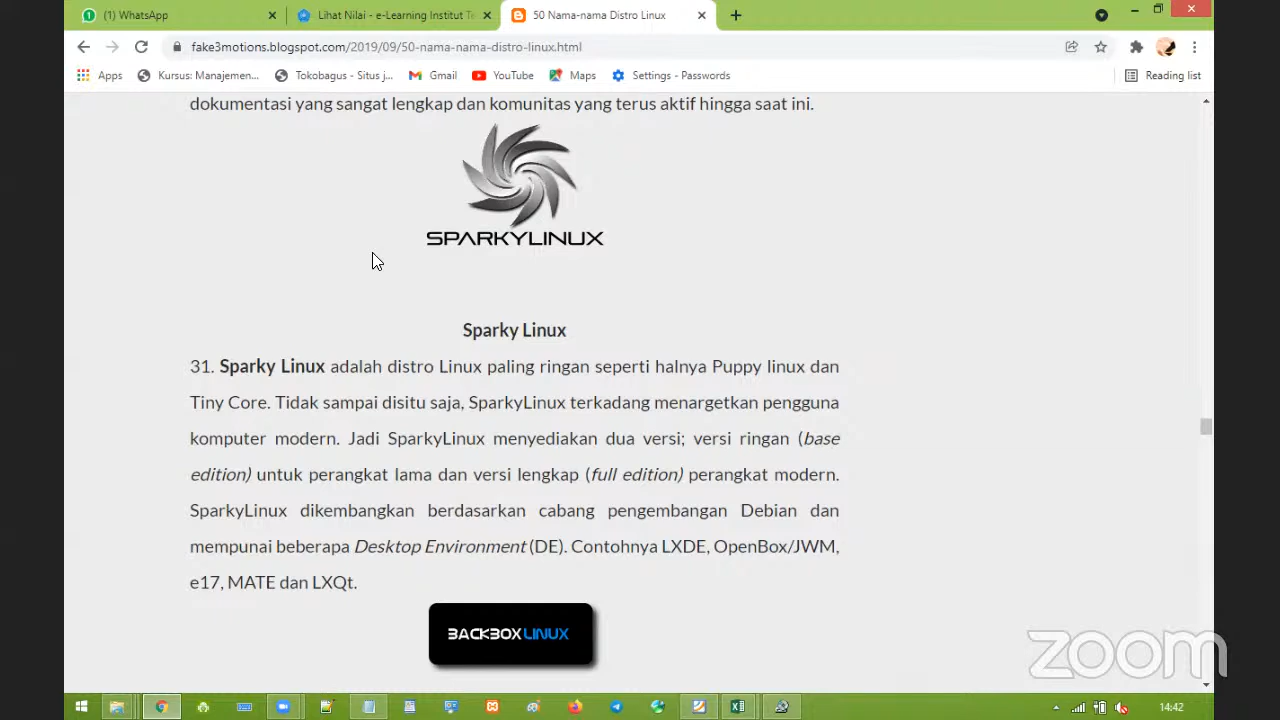 (1) WhatsApp
Lihat Nilai - e-Learning Institut Te
50 Nama-nama Distro Linux
fake3motions.blogspot.com/2019/09/50-nama-nama-distro-linux.html
Apps
Kursus: Manajemen...
Tokobagus - Situs j...
Gmail
YouTube
Maps
Settings - Passwords
Reading list
dokumentasi yang sangat lengkap dan komunitas yang terus aktif hingga saat ini.
SPARKYLINUX
Sparky Linux
31. Sparky Linux adalah distro Linux paling ringan seperti halnya Puppy linux dan
Tiny Core. Tidak sampai disitu saja, SparkyLinux terkadang menargetkan pengguna
komputer modern. Jadi SparkyLinux menyediakan dua versi; versi ringan (base
edition) untuk perangkat lama dan versi lengkap (full edition) perangkat modern.
SparkyLinux dikembangkan berdasarkan cabang pengembangan Debian dan
mempunai beberapa Desktop Environment (DE). Contohnya LXDE, OpenBox/JWM,
e17, MATE dan LXQt.
BACKBOX LINUX
zoom
14:42